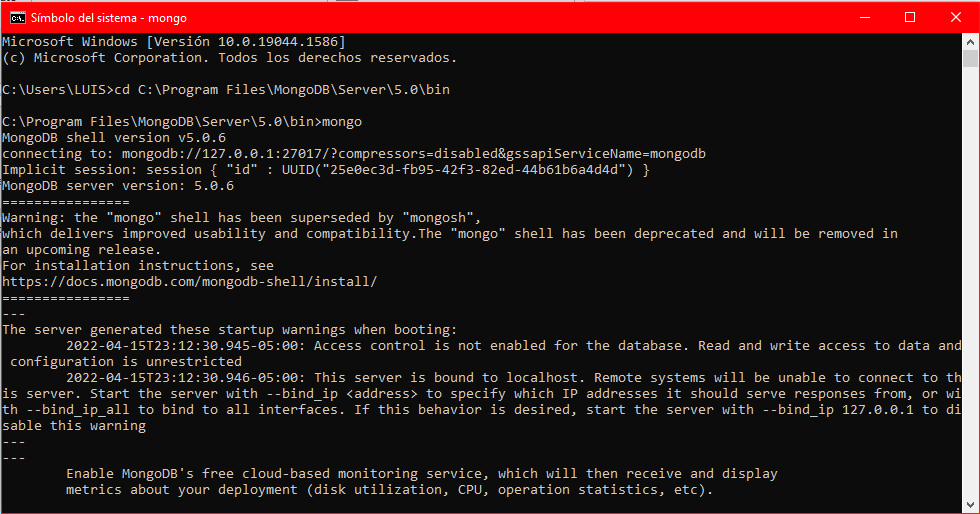 Símbolo del sistema - mongo
Microsoft Windows [Versión 10.0.19044.1586]
(c) Microsoft Corporation. Todos los derechos reservados.
C:\Users\LUIS>cd C:\Program Files\MongoDB\Server\5.0\bin
C:\Program Files\MongoDB\Server\5.0\bin>mongo
MongoDB shell version v5.0.6
connecting to: mongodb://127.0.0.1:27017/?compressors=disabled&gssapiServiceName=mongodb
Implicit session: session { "id" : UUID("25e0ec3d-fb95-42f3-82ed-44b61b6a4d4d") }
MongoDB server version: 5.0.6
================
Warning: the "mongo" shell has been superseded by "mongosh",
which delivers improved usability and compatibility.The "mongo" shell has been deprecated and will be removed in
an upcoming release.
For installation instructions, see
https://docs.mongodb.com/mongodb-shell/install/
================
---
The server generated these startup warnings when booting:
        2022-04-15T23:12:30.945-05:00: Access control is not enabled for the database. Read and write access to data and
 configuration is unrestricted
        2022-04-15T23:12:30.946-05:00: This server is bound to localhost. Remote systems will be unable to connect to th
is server. Start the server with --bind_ip <address> to specify which IP addresses it should serve responses from, or wi
th --bind_ip_all to bind to all interfaces. If this behavior is desired, start the server with --bind_ip 127.0.0.1 to di
sable this warning
---
---
        Enable MongoDB's free cloud-based monitoring service, which will then receive and display
        metrics about your deployment (disk utilization, CPU, operation statistics, etc).